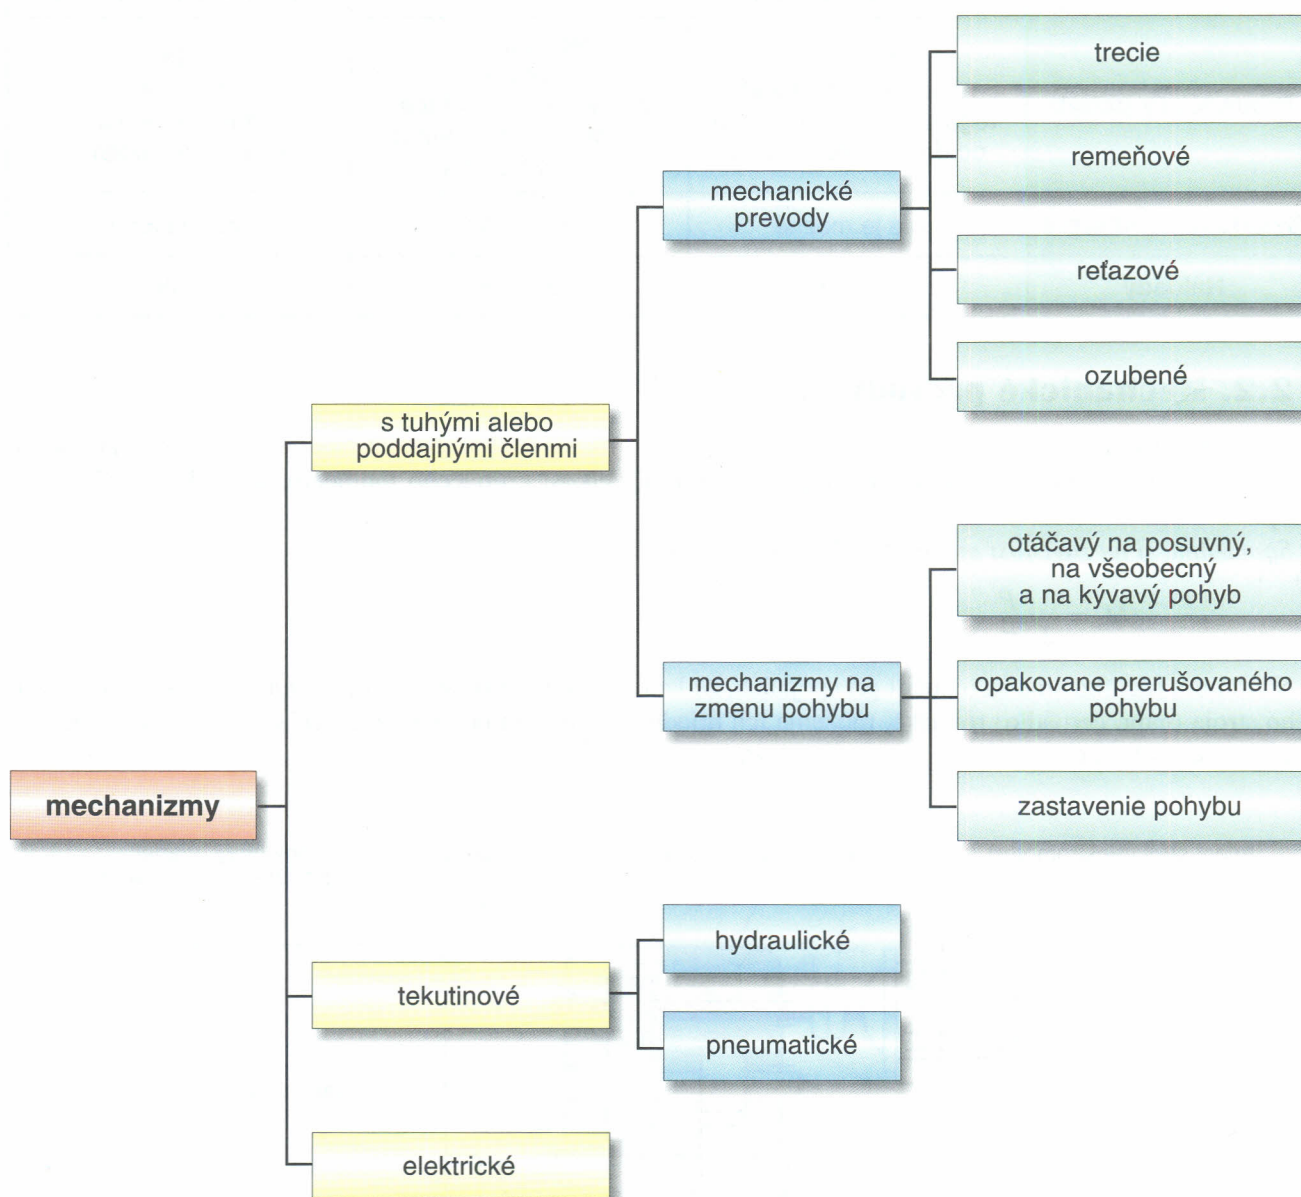 trecie
remeňové
mechanické
prevody
reťazové
ozubené
s tuhými alebo
poddajnými členmi
otáčavý na posuvný,
na všeobecný
a na kývavý pohyb
mechanizmy na
zmenu pohybu
opakovane prerušovaného
pohybu
mechanizmy
zastavenie pohybu
hydraulické
tekutinové
pneumatické
elektrické